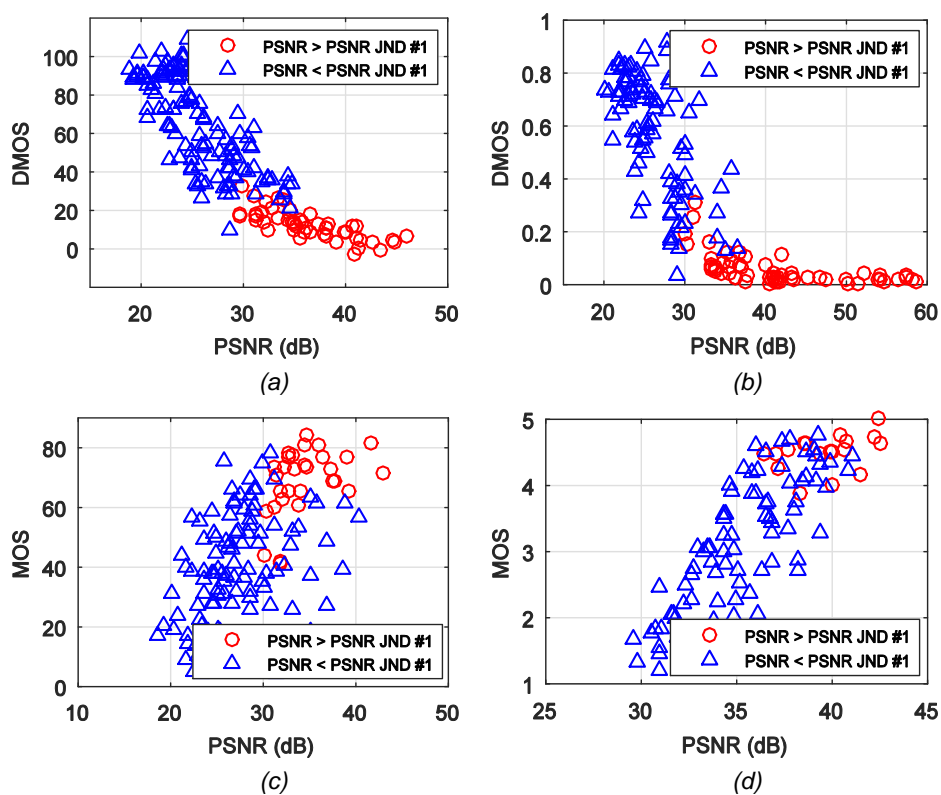 PSNR > PSNR JND #1
PSNR < PSNR JND #1
100
80
60
40
20
0
DMOS
20
30
40
50
PSNR (dB)
(a)
PSNR > PSNR JND #1
PSNR < PSNR JND #1
1
0.8
0.6
0.4
0.2
0
DMOS
20
30
40
50
60
PSNR (dB)
(b)
80
60
40
20
0
MOS
PSNR > PSNR JND #1
PSNR < PSNR JND #1
10
20
30
40
50
PSNR (dB)
(c)
5
4
3
2
1
MOS
PSNR > PSNR JND #1
PSNR < PSNR JND #1
25
30
35
40
45
PSNR (dB)
(d)